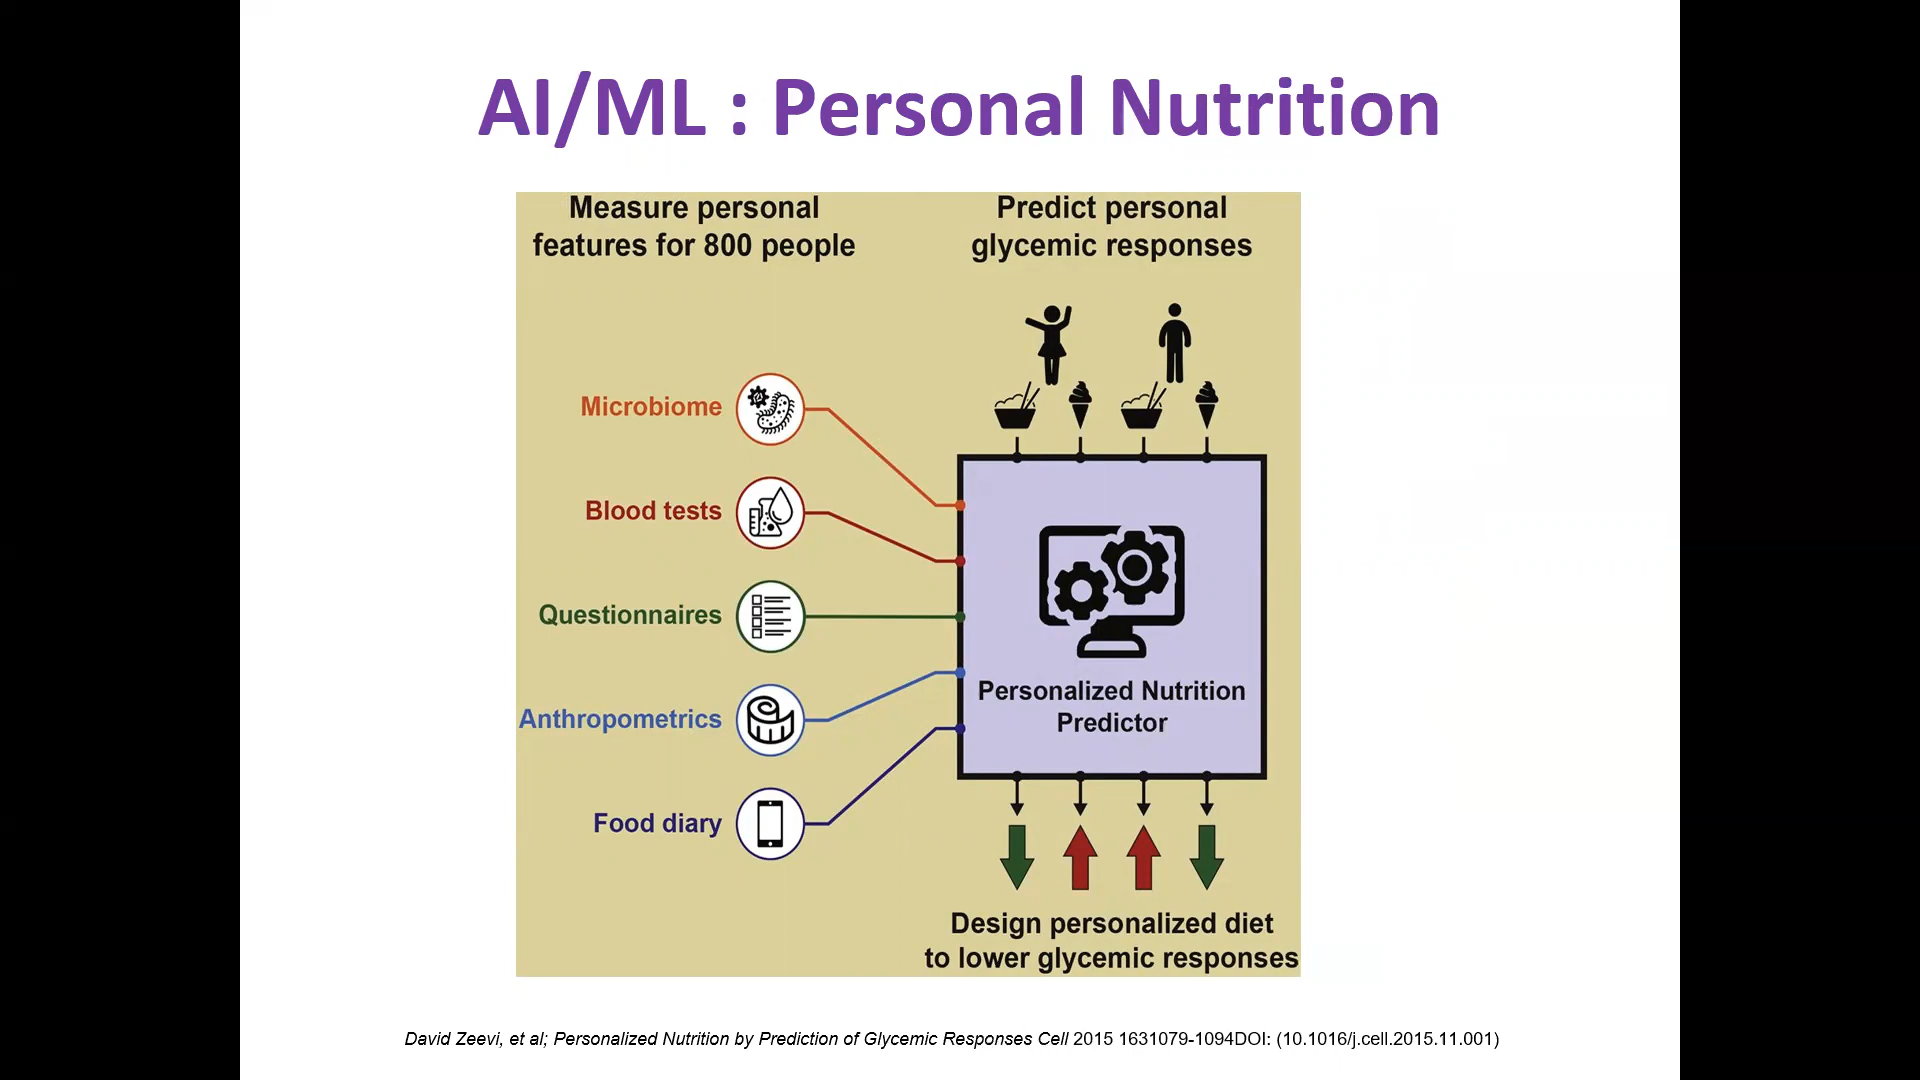 AI/ML : Personal Nutrition
Measure personal
features for 800 people
Predict personal
glycemic responses
Microbiome
Blood tests
Questionnaires
Anthropometrics
Food diary
Personalized Nutrition
Predictor
Design personalized diet
to lower glycemic responses
David Zeevi, et al; Personalized Nutrition by Prediction of Glycemic Responses Cell 2015 1631079-1094DOI: (10.1016/j.cell.2015.11.001)